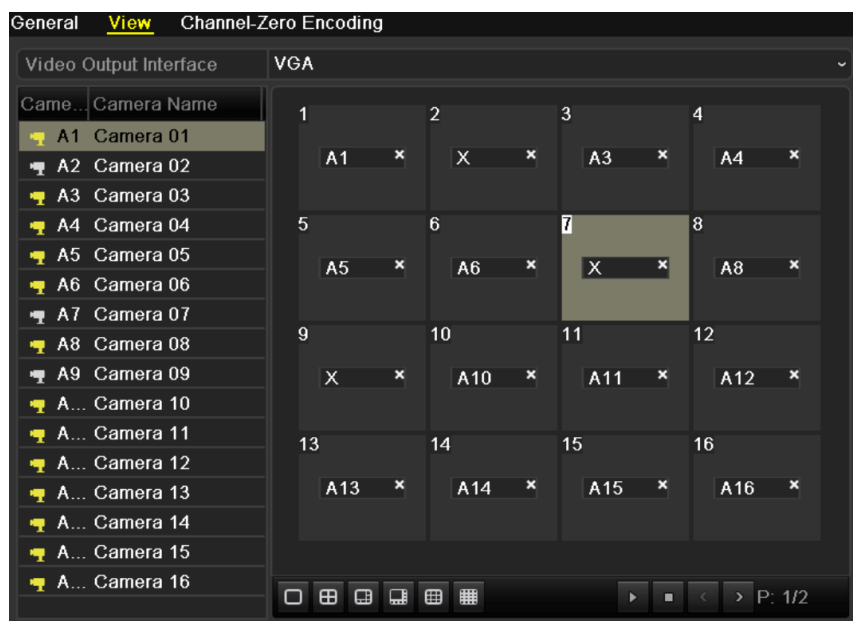 General View Channel-Zero Encoding
Video Output Interface VGA
Came... Camera Name
A1 Camera 01
A2 Camera 02
A3 Camera 03
A4 Camera 04
A5 Camera 05
A6 Camera 06
A7 Camera 07
A8 Camera 08
A9 Camera 09
A... Camera 10
A... Camera 11
A... Camera 12
A... Camera 13
A... Camera 14
A... Camera 15
A... Camera 16
1 2 3 4
A1 X A3 A4
5 6 7 8
A5 A6 X A8
9 10 11 12
X A10 A11 A12
13 14 15 16
A13 A14 A15 A16
P: 1/2